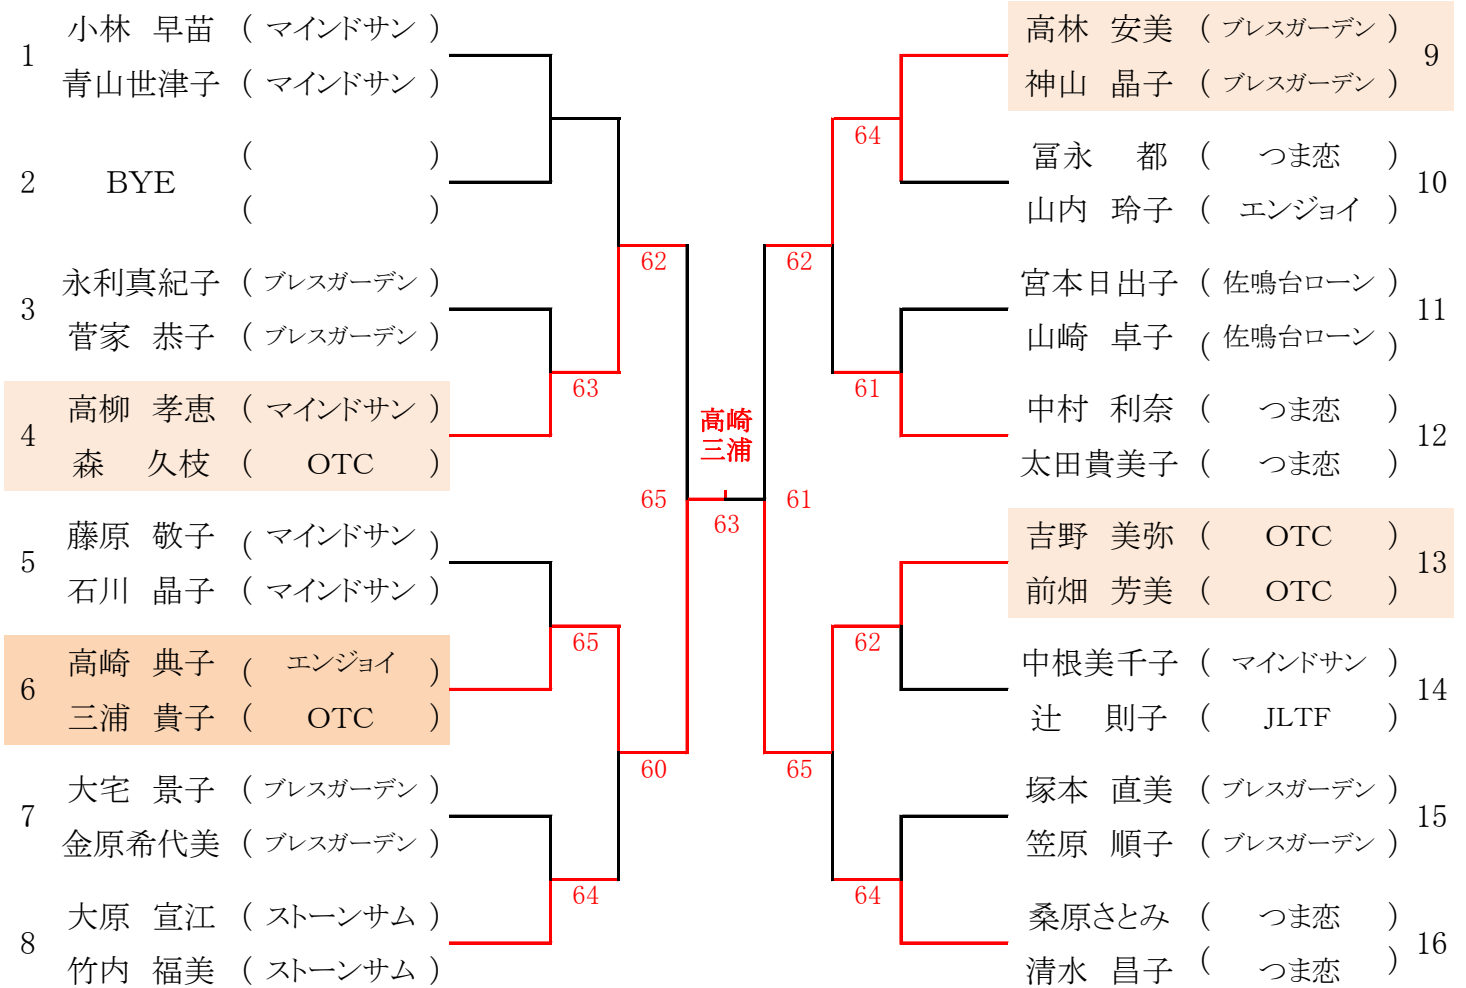 1
小林 早苗 ( マインドサン )
青山世津子 ( マインドサン )
2
BYE
( )
( )
3
永利真紀子 ( ブレスガーデン )
菅家 恭子 ( ブレスガーデン )
4
高柳 孝恵 ( マインドサン )
森 久枝 ( OTC )
5
藤原 敬子 ( マインドサン )
石川 晶子 ( マインドサン )
6
高崎 典子 ( エンジョイ )
三浦 貴子 ( OTC )
7
大宅 景子 ( ブレスガーデン )
金原希代美 ( ブレスガーデン )
8
大原 宣江 ( ストーンサム )
竹内 福美 ( ストーンサム )
62
63
65
65
60
64
高崎
三浦
63
64
62
61
61
62
65
64
高林 安美 ( ブレスガーデン )
神山 晶子 ( ブレスガーデン )
9
冨永 都 ( つま恋 )
山内 玲子 ( エンジョイ )
10
宮本日出子 ( 佐鳴台ローン )
山崎 卓子 ( 佐鳴台ローン )
11
中村 利奈 ( つま恋 )
太田貴美子 ( つま恋 )
12
吉野 美弥 ( OTC )
前畑 芳美 ( OTC )
13
中根美千子 ( マインドサン )
辻 則子 ( JLTF )
14
塚本 直美 ( ブレスガーデン )
笠原 順子 ( ブレスガーデン )
15
桑原さとみ ( つま恋 )
清水 昌子 ( つま恋 )
16